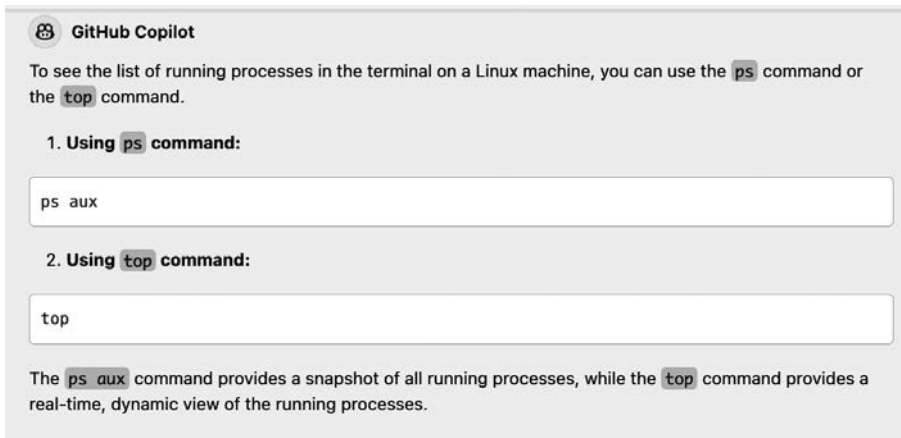 GitHub Copilot
To see the list of running processes in the terminal on a Linux machine, you can use the ps command or
the top command.
1. Using ps command:
ps aux
2. Using top command:
top
The ps aux command provides a snapshot of all running processes, while the top command provides a
real-time, dynamic view of the running processes.